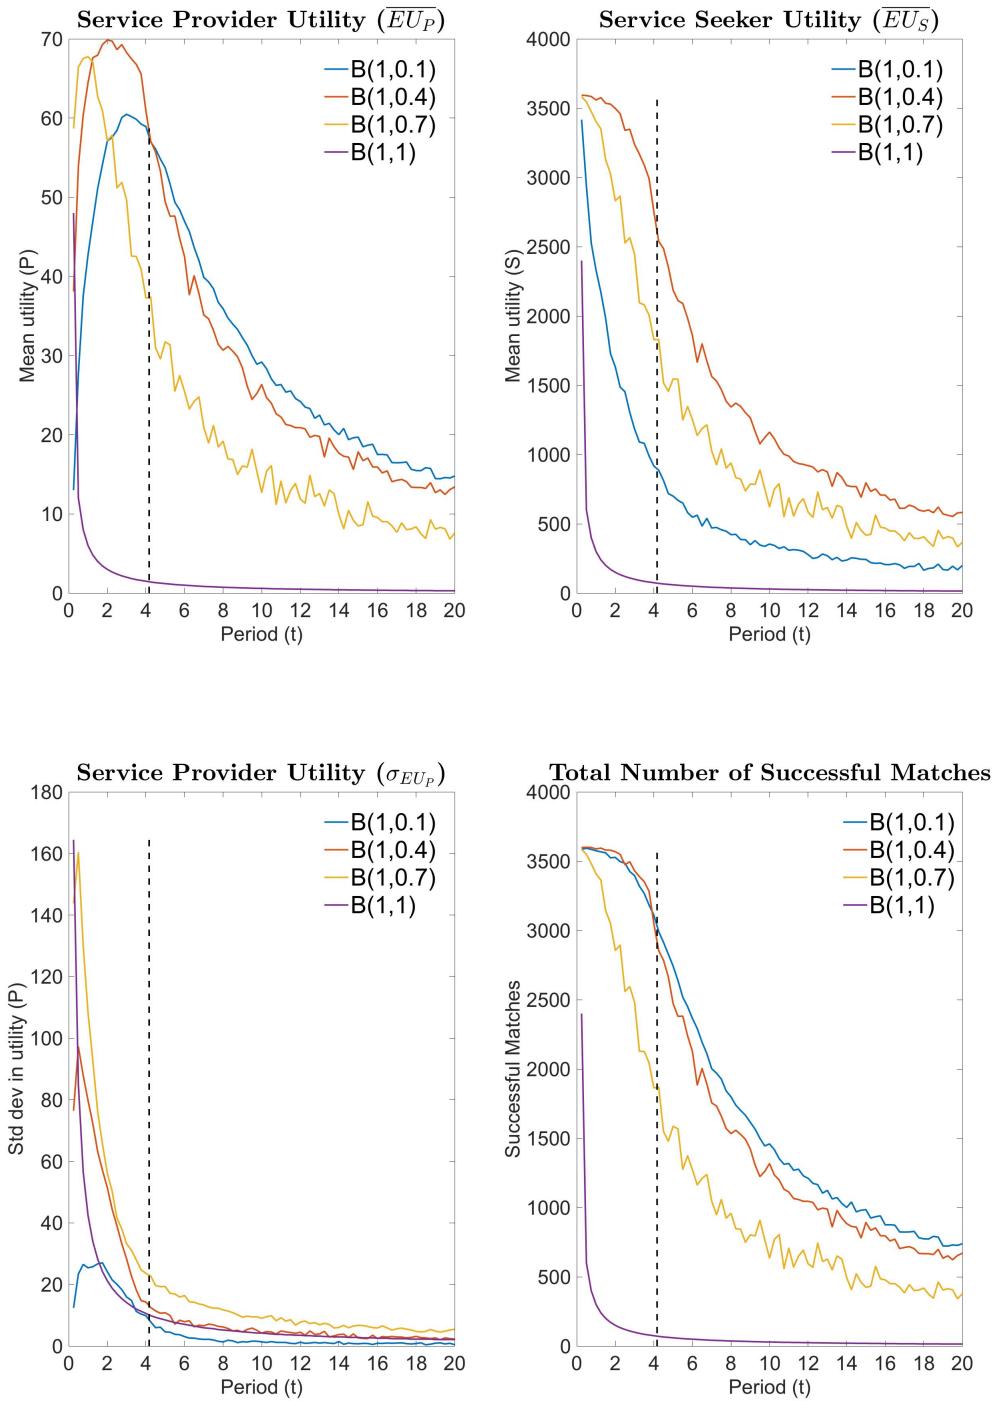 Service Provider Utility (EU_P)
70
60
50
40
30
20
10
0
Mean utility (P)
B(1,0.1)
B(1,0.4)
B(1,0.7)
B(1,1)
0 2 4 6 8 10 12 14 16 18 20
Period (t)
Service Seeker Utility (EU_S)
4000
3500
3000
2500
2000
1500
1000
500
0
Mean utility (S)
B(1,0.1)
B(1,0.4)
B(1,0.7)
B(1,1)
0 2 4 6 8 10 12 14 16 18 20
Period (t)
Service Provider Utility (σ_EU_P)
180
160
140
120
100
80
60
40
20
0
Std dev in utility (P)
B(1,0.1)
B(1,0.4)
B(1,0.7)
B(1,1)
0 2 4 6 8 10 12 14 16 18 20
Period (t)
Total Number of Successful Matches
4000
3500
3000
2500
2000
1500
1000
500
0
Successful Matches
B(1,0.1)
B(1,0.4)
B(1,0.7)
B(1,1)
0 2 4 6 8 10 12 14 16 18 20
Period (t)